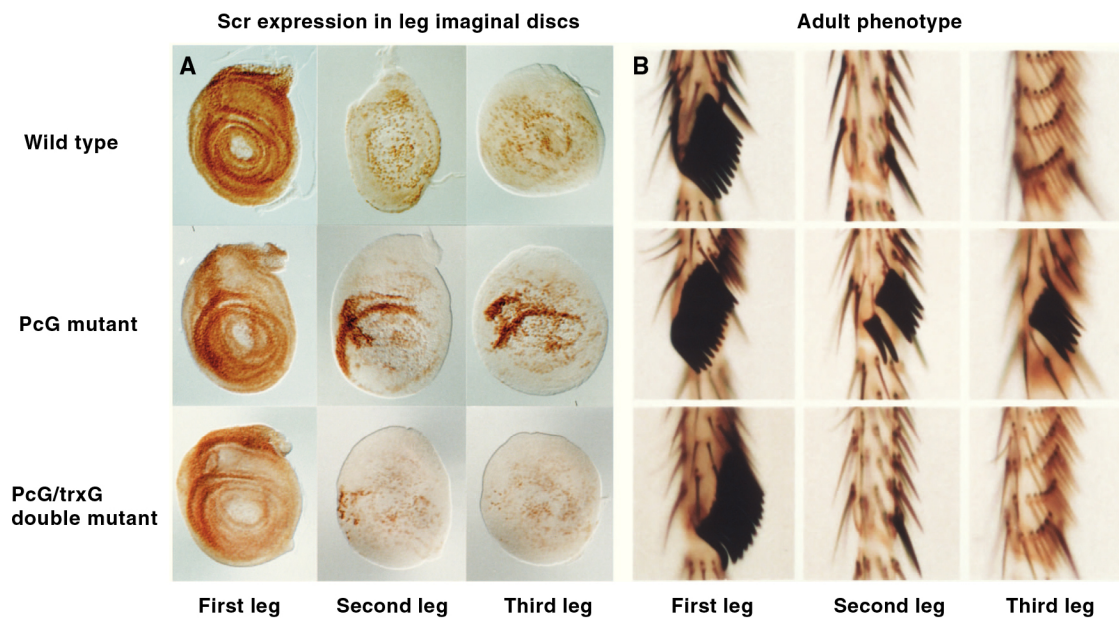 Scr expression in leg imaginal discs
Adult phenotype
A
B
Wild type
PcG mutant
PcG/trxG
double mutant
First leg
Second leg
Third leg
First leg
Second leg
Third leg